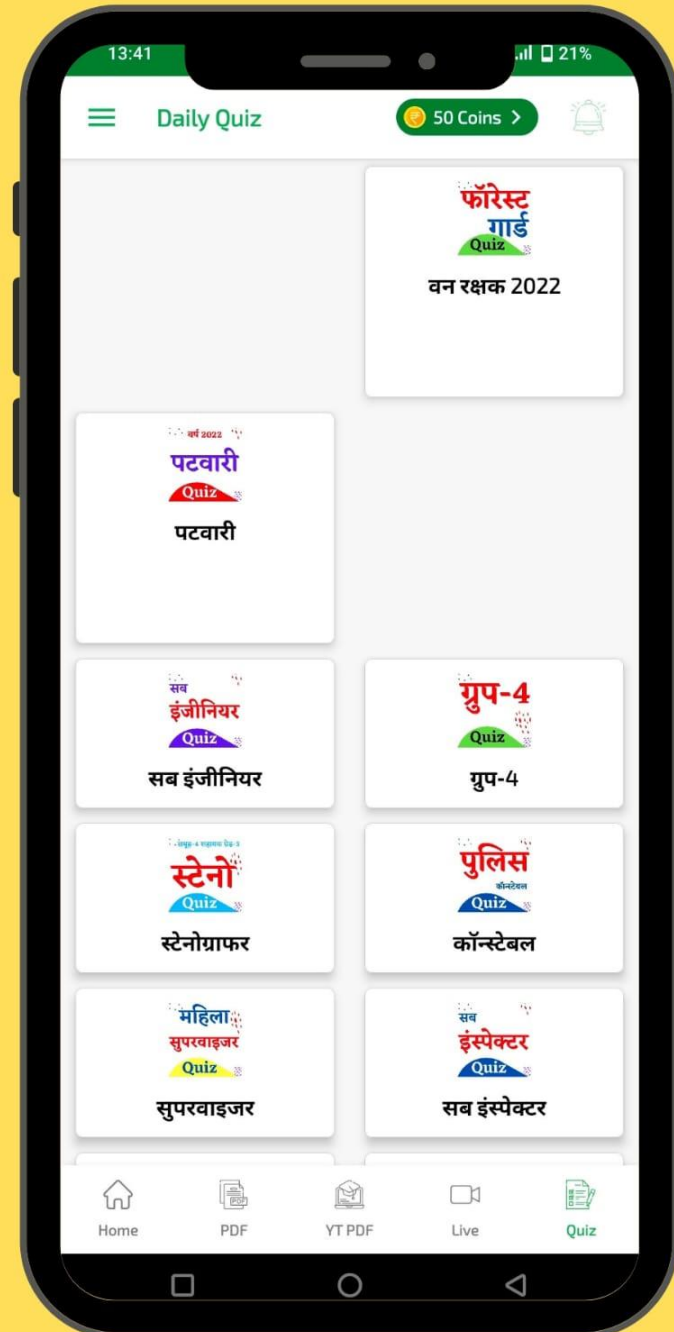 13:41
21%
Daily Quiz
50 Coins >
फॉरेस्ट
गार्ड
Quiz
वन रक्षक 2022
वर्ष 2022
पटवारी
Quiz
पटवारी
सब
इंजीनियर
Quiz
सब इंजीनियर
ग्रुप-4
Quiz
ग्रुप-4
स्टेनो
Quiz
स्टेनोग्राफर
पुलिस
कॉन्स्टेबल
Quiz
कॉन्स्टेबल
महिला
सुपरवाइजर
Quiz
सुपरवाइजर
सब
इंस्पेक्टर
Quiz
सब इंस्पेक्टर
Home
PDF
PDF
YT PDF
Live
Quiz